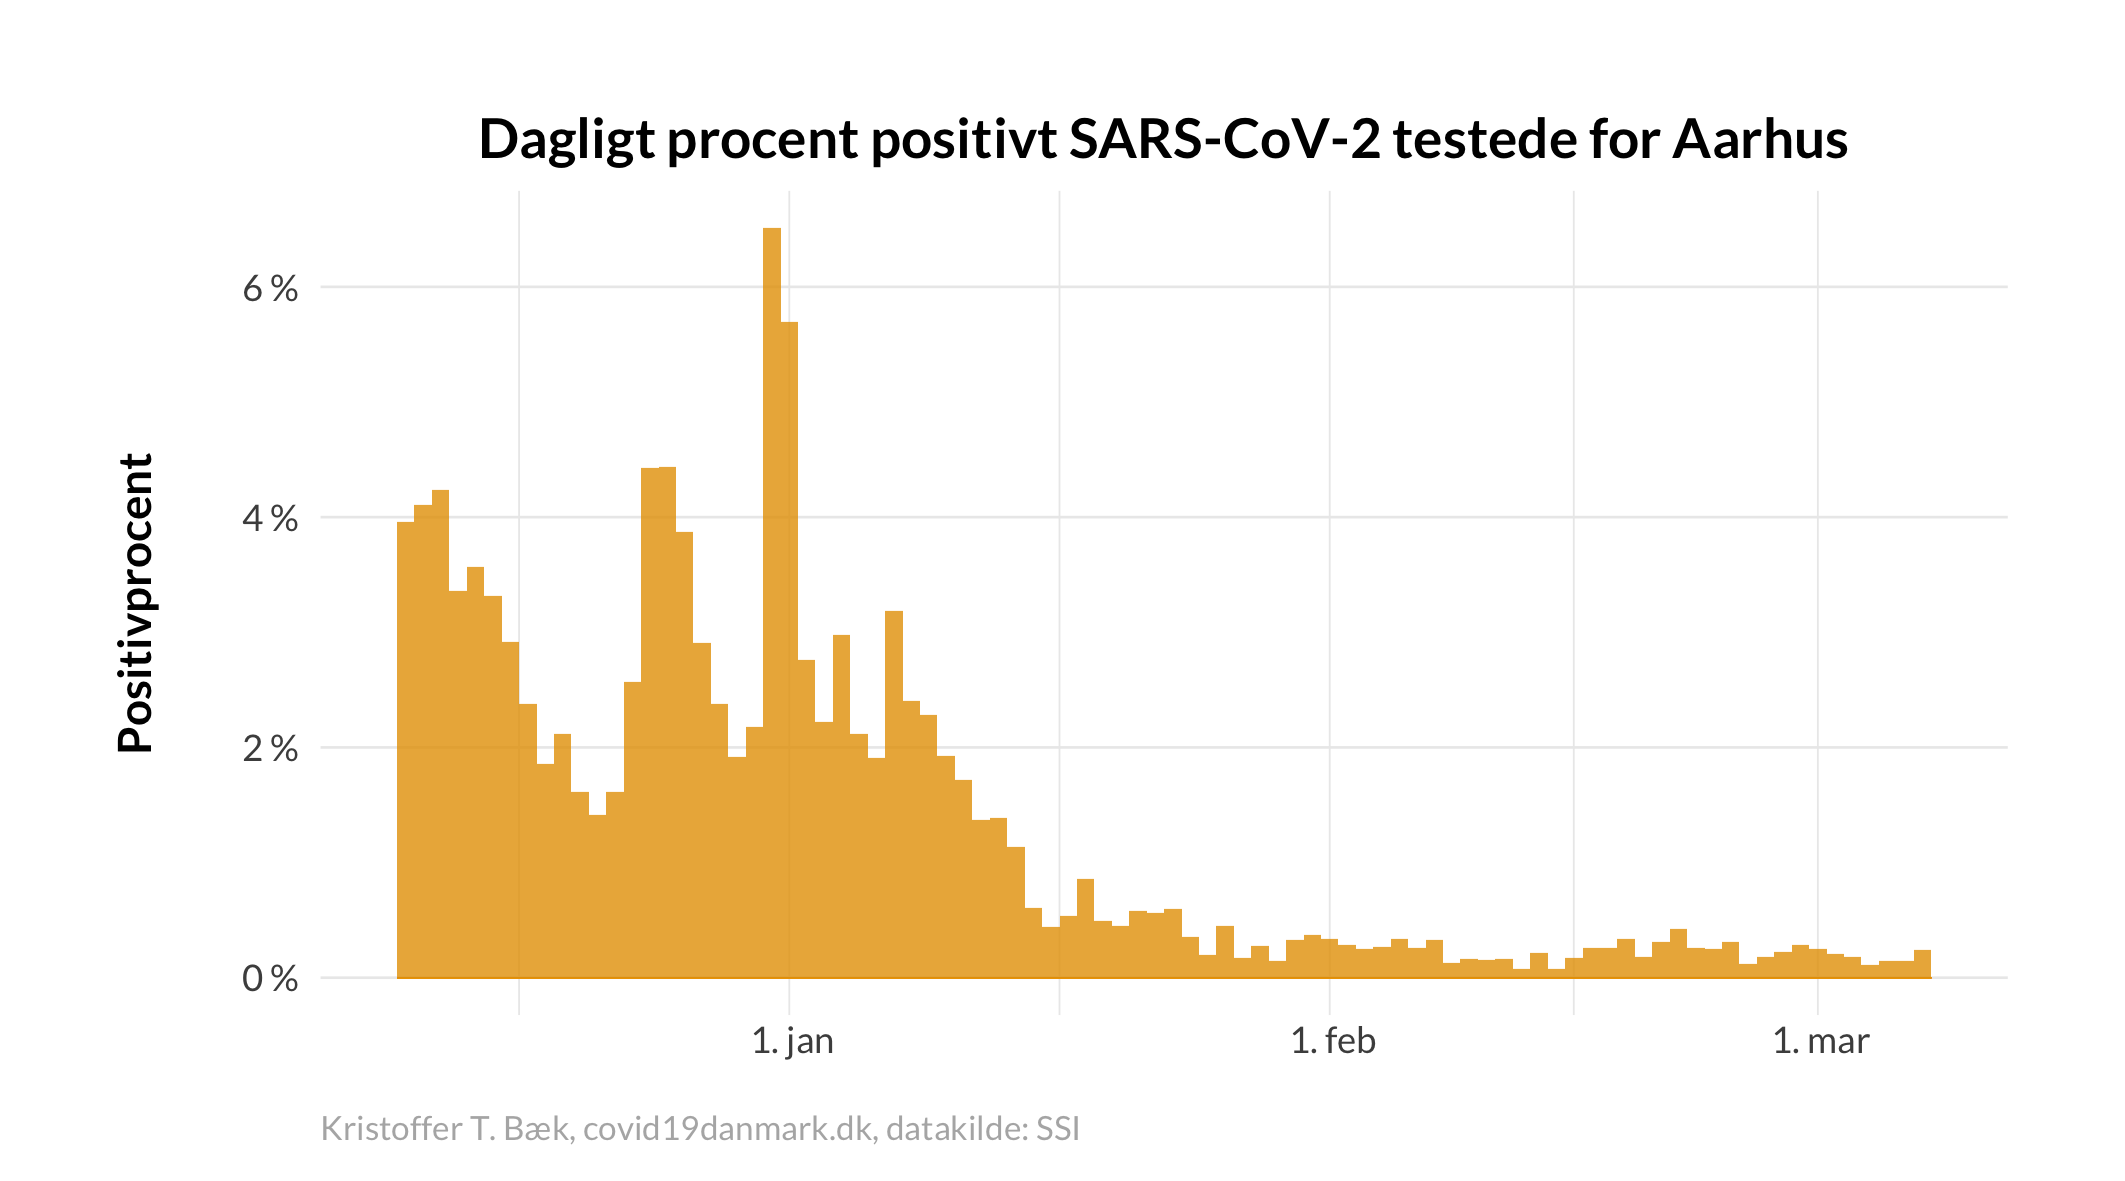 Dagligt procent positivt SARS-CoV-2 testede for Aarhus
Positivprocent
6 %
4 %
2 %
0 %
1. jan
1. feb
1. mar
Kristoffer T. Bæk, covid19danmark.dk, datakilde: SSI